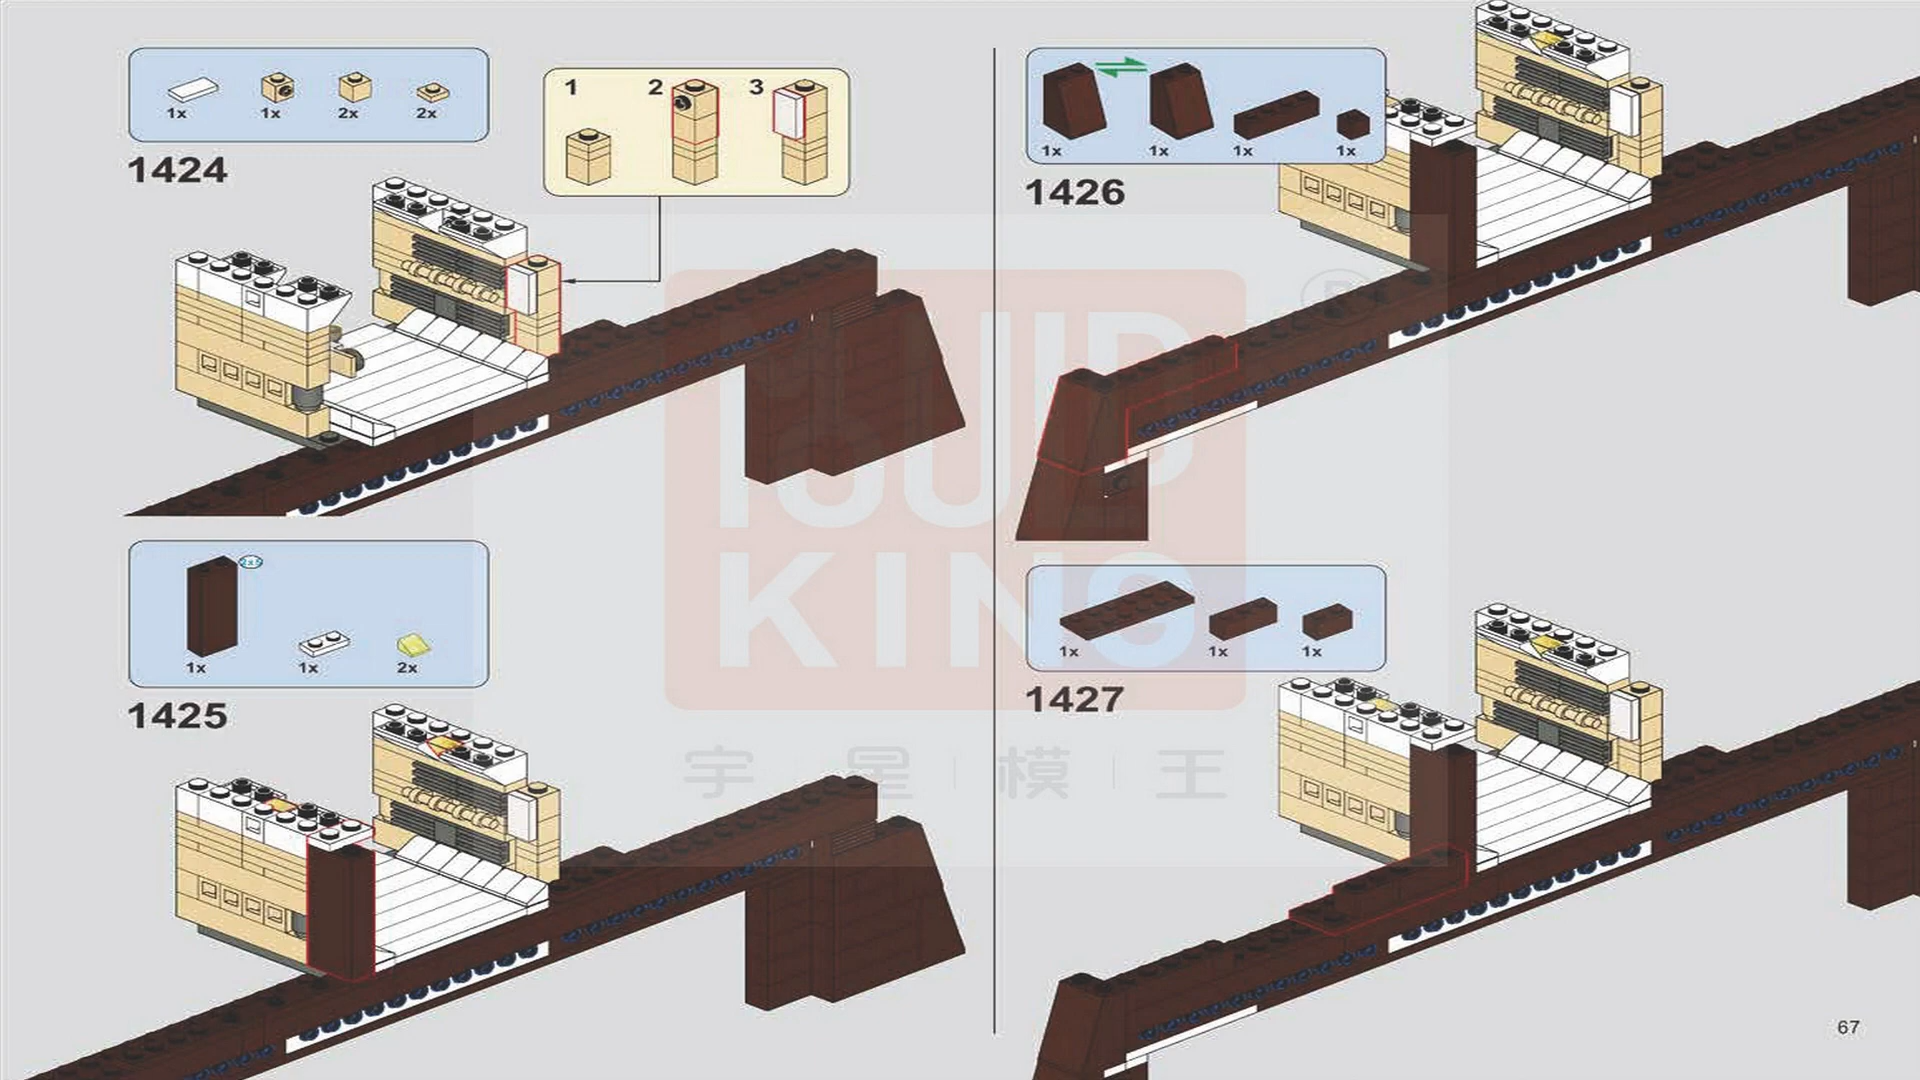 1x 1x 2x 2x
1424
1 2 3
2x5
1x 1x 2x
1425
1x 1x 1x 1x
1426
1x 1x 1x
1427
KING
宇星模王
67